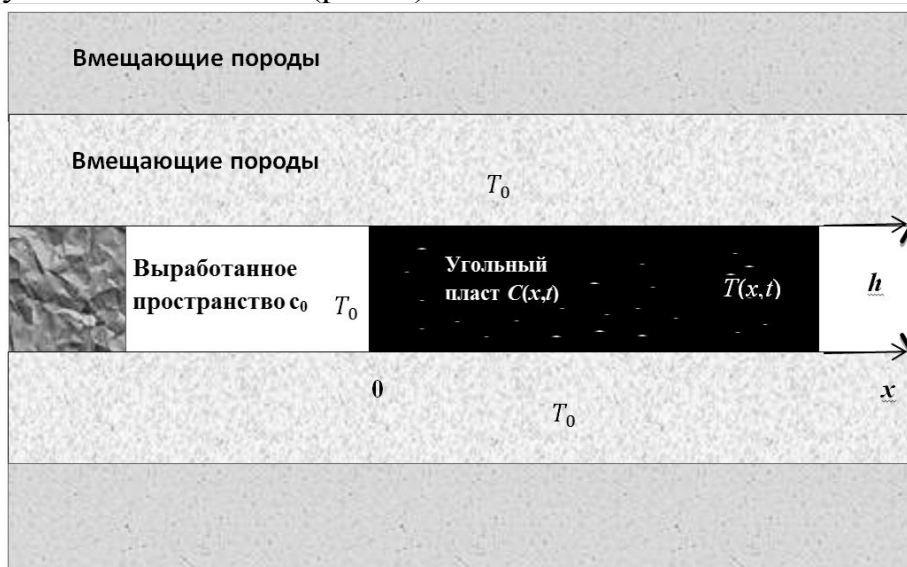 Вмещающие породы
Вмещающие породы
T₀
Выработанное
пространство c₀
T₀
Угольный
пласт C(x,t)
T(x,t)
h
0
x
T₀